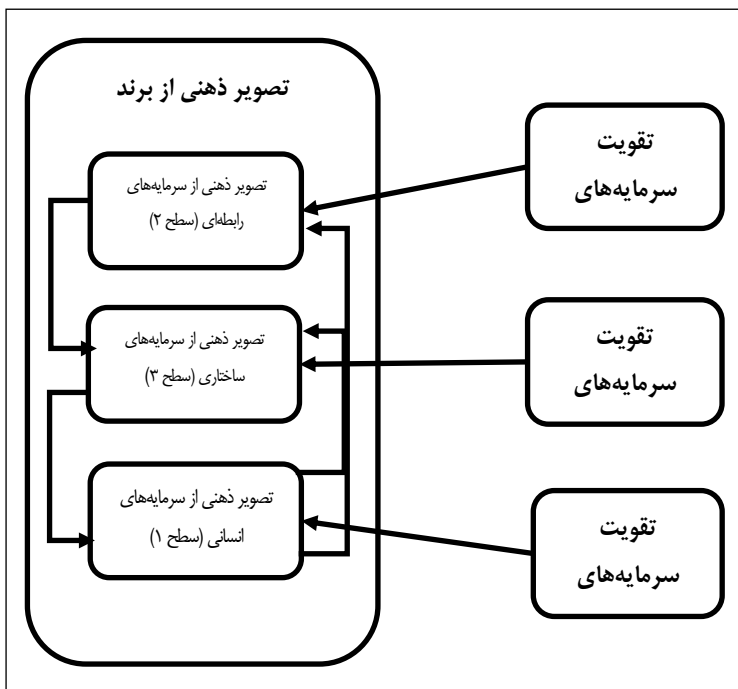 تصویر ذهنی از برند
تقویت
سرمایه‌های
تصویر ذهنی از سرمایه‌های
رابطه‌ای (سطح ۲)
تقویت
سرمایه‌های
تصویر ذهنی از سرمایه‌های
ساختاری (سطح ۳)
تقویت
سرمایه‌های
تصویر ذهنی از سرمایه‌های
انسانی (سطح ۱)